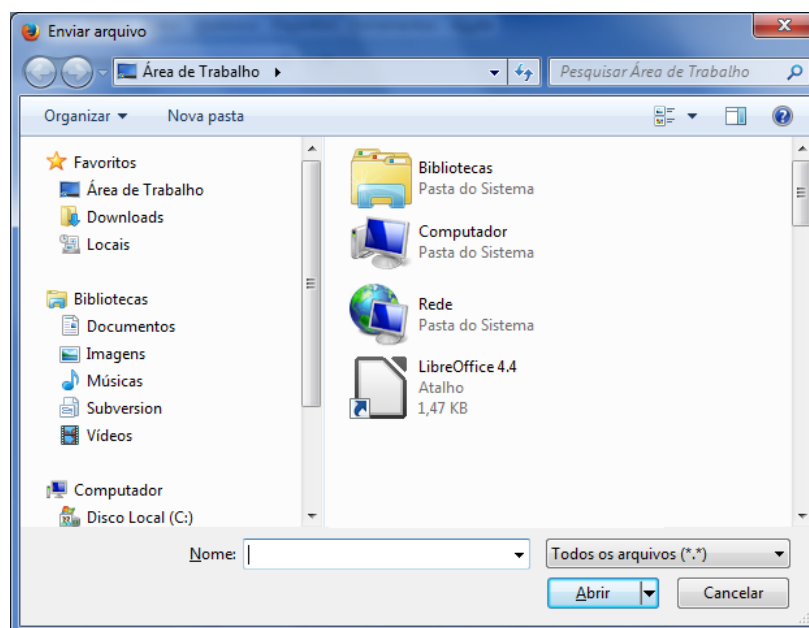 Enviar arquivo
Área de Trabalho
Pesquisar Área de Trabalho
Organizar
Nova pasta
Favoritos
Área de Trabalho
Downloads
Locais
Bibliotecas
Documentos
Imagens
Músicas
Subversion
Vídeos
Computador
Disco Local (C:)
Bibliotecas
Pasta do Sistema
Computador
Pasta do Sistema
Rede
Pasta do Sistema
LibreOffice 4.4
Atalho
1,47 KB
Nome:
Todos os arquivos (*.*)
Abrir
Cancelar